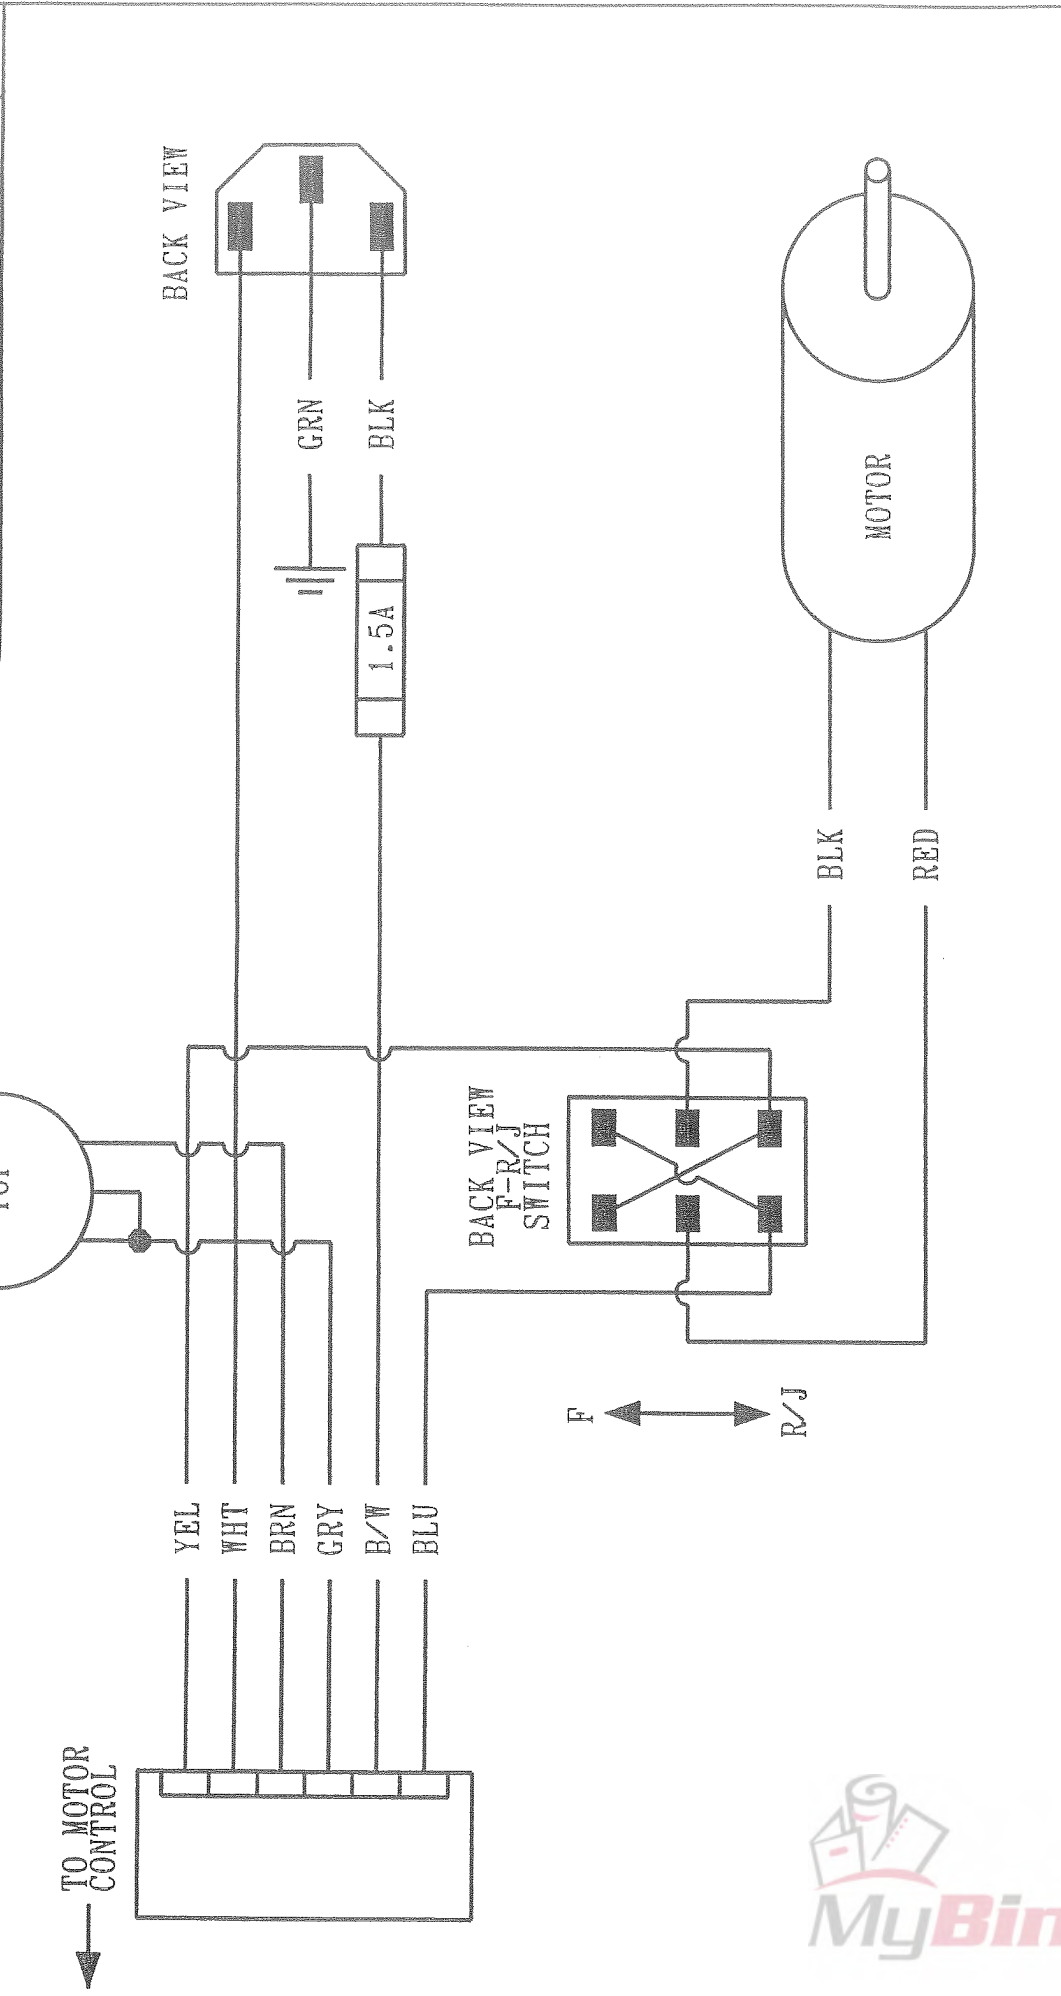 BACK VIEW
GRN
BLK
1.5A
MOTOR
BLK
RED
BACK VIEW
F-R/J
SWITCH
F
R/J
YEL
WHT
BRN
GRY
B/W
BLU
TO MOTOR
CONTROL
MyBin